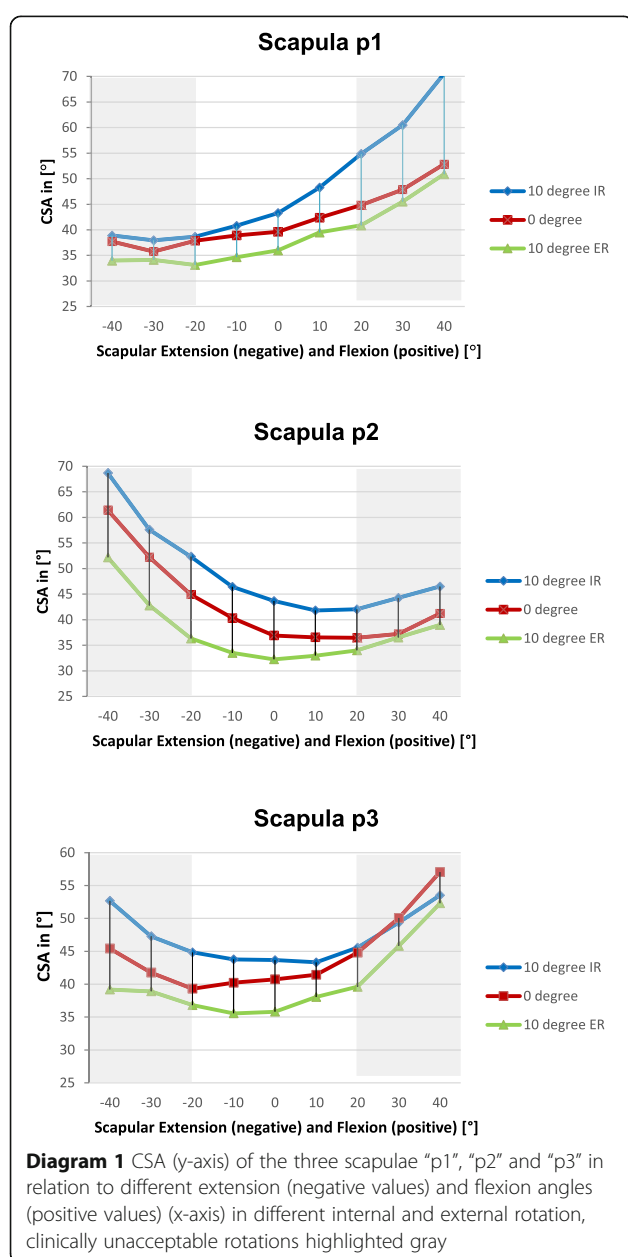 Scapula p1
CSA in [°]
70
65
60
55
50
45
40
35
30
25
-40 -30 -20 -10 0 10 20 30 40
Scapular Extension (negative) and Flexion (positive) [°]
10 degree IR
0 degree
10 degree ER
Scapula p2
CSA in [°]
70
65
60
55
50
45
40
35
30
25
-40 -30 -20 -10 0 10 20 30 40
Scapular Extension (negative) and Flexion (positive) [°]
10 degree IR
0 degree
10 degree ER
Scapula p3
CSA in [°]
60
55
50
45
40
35
30
25
-40 -30 -20 -10 0 10 20 30 40
Scapular Extension (negative) and Flexion (positive) [°]
10 degree IR
0 degree
10 degree ER
Diagram 1 CSA (y-axis) of the three scapulae “p1”, “p2” and “p3” in
relation to different extension (negative values) and flexion angles
(positive values) (x-axis) in different internal and external rotation,
clinically unacceptable rotations highlighted gray